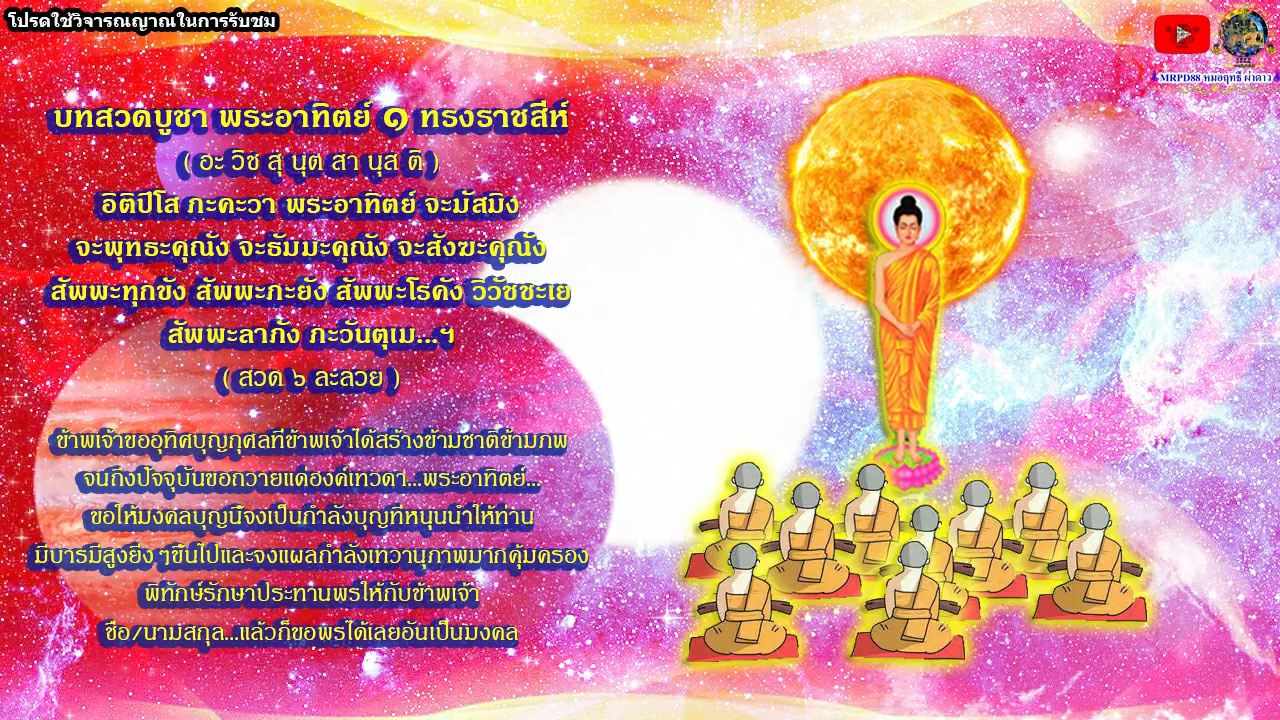 โปรดใช้วิจารณญาณในการรับชม
MRPD88 หมอฤทธิ์ ผ่าดาว
บทสวดบูชา พระอาทิตย์ ๑ ทรงราชสีห์
( อะ วิช สุ นุต สา นุส ติ )
อิติปิโส ภะคะวา พระอาทิตย์ จะมัสมิง
จะพุทธะคุณัง จะธัมมะคุณัง จะสังฆะคุณัง
สัพพะทุกขัง สัพพะภะยัง สัพพะโรคัง วิวัชชะเย
สัพพะลาภัง ภะวันตุเม...ฯ
( สวด ๖ ละลวย )
ข้าพเจ้าขออุทิศบุญกุศลที่ข้าพเจ้าได้สร้างข้ามชาติข้ามภพ
จนถึงปัจจุบันขอถวายแด่องค์เทวดา...พระอาทิตย์...
ขอให้มงคลบุญนี้จงเป็นกำลังบุญที่หนุนนำให้ท่าน
มีบารมีสูงยิ่งๆขึ้นไปและจงแผ่กำลังเทวานุภาพมาคุ้มครอง
พิทักษ์รักษาประทานพรให้กับข้าพเจ้า
ชื่อ/นามสกุล...แล้วก็ขอพรได้เลยอันเป็นมงคล